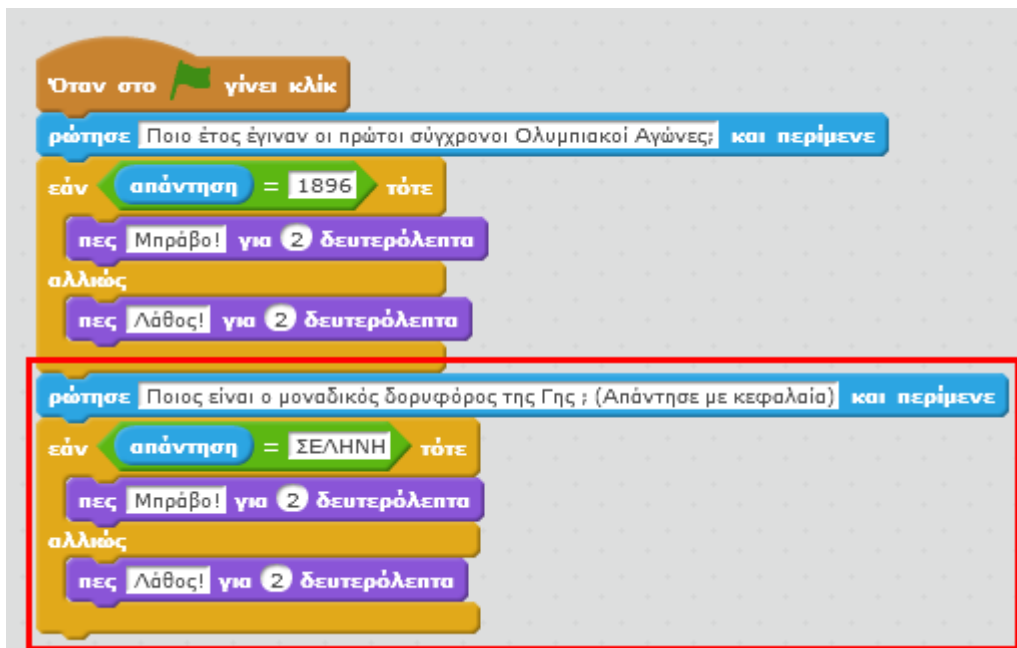 Όταν στο γίνει κλίκ
ρώτησε Ποιο έτος έγιναν οι πρώτοι σύγχρονοι Ολυμπιακοί Αγώνες; και περίμενε
εάν απάντηση = 1896 τότε
πες Μπράβο! για 2 δευτερόλεπτα
αλλιώς
πες Λάθος! για 2 δευτερόλεπτα
ρώτησε Ποιος είναι ο μοναδικός δορυφόρος της Γης ; (Απάντησε με κεφαλαία) και περίμενε
εάν απάντηση = ΣΕΛΗΝΗ τότε
πες Μπράβο! για 2 δευτερόλεπτα
αλλιώς
πες Λάθος! για 2 δευτερόλεπτα